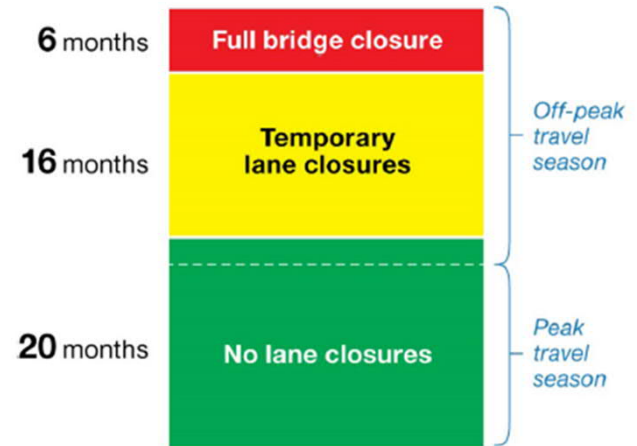 6 months
Full bridge closure
Off-peak
travel
season
16 months
Temporary
lane closures
20 months
No lane closures
Peak
travel
season